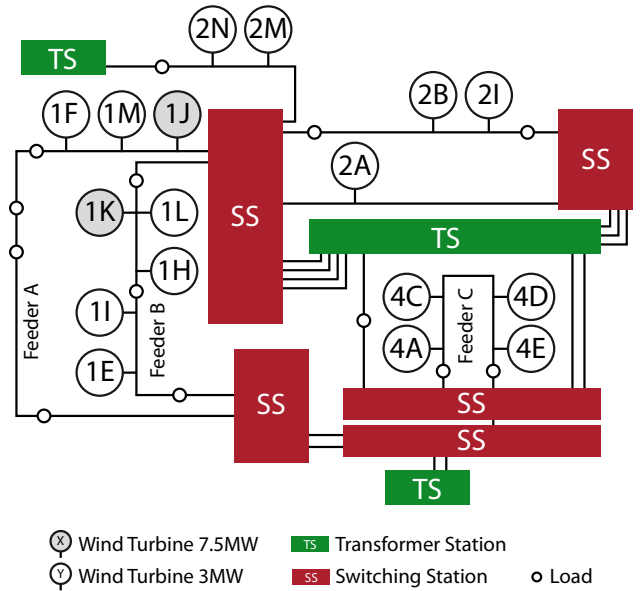 2N 2M
TS
2B 2I
1F 1M 1J
SS
2A
1K 1L
SS
TS
1H
4C 4D
1I
Feeder A
Feeder B
Feeder C
4A 4E
1E
SS
SS
SS
TS
X Wind Turbine 7.5MW TS Transformer Station
Y Wind Turbine 3MW SS Switching Station Load